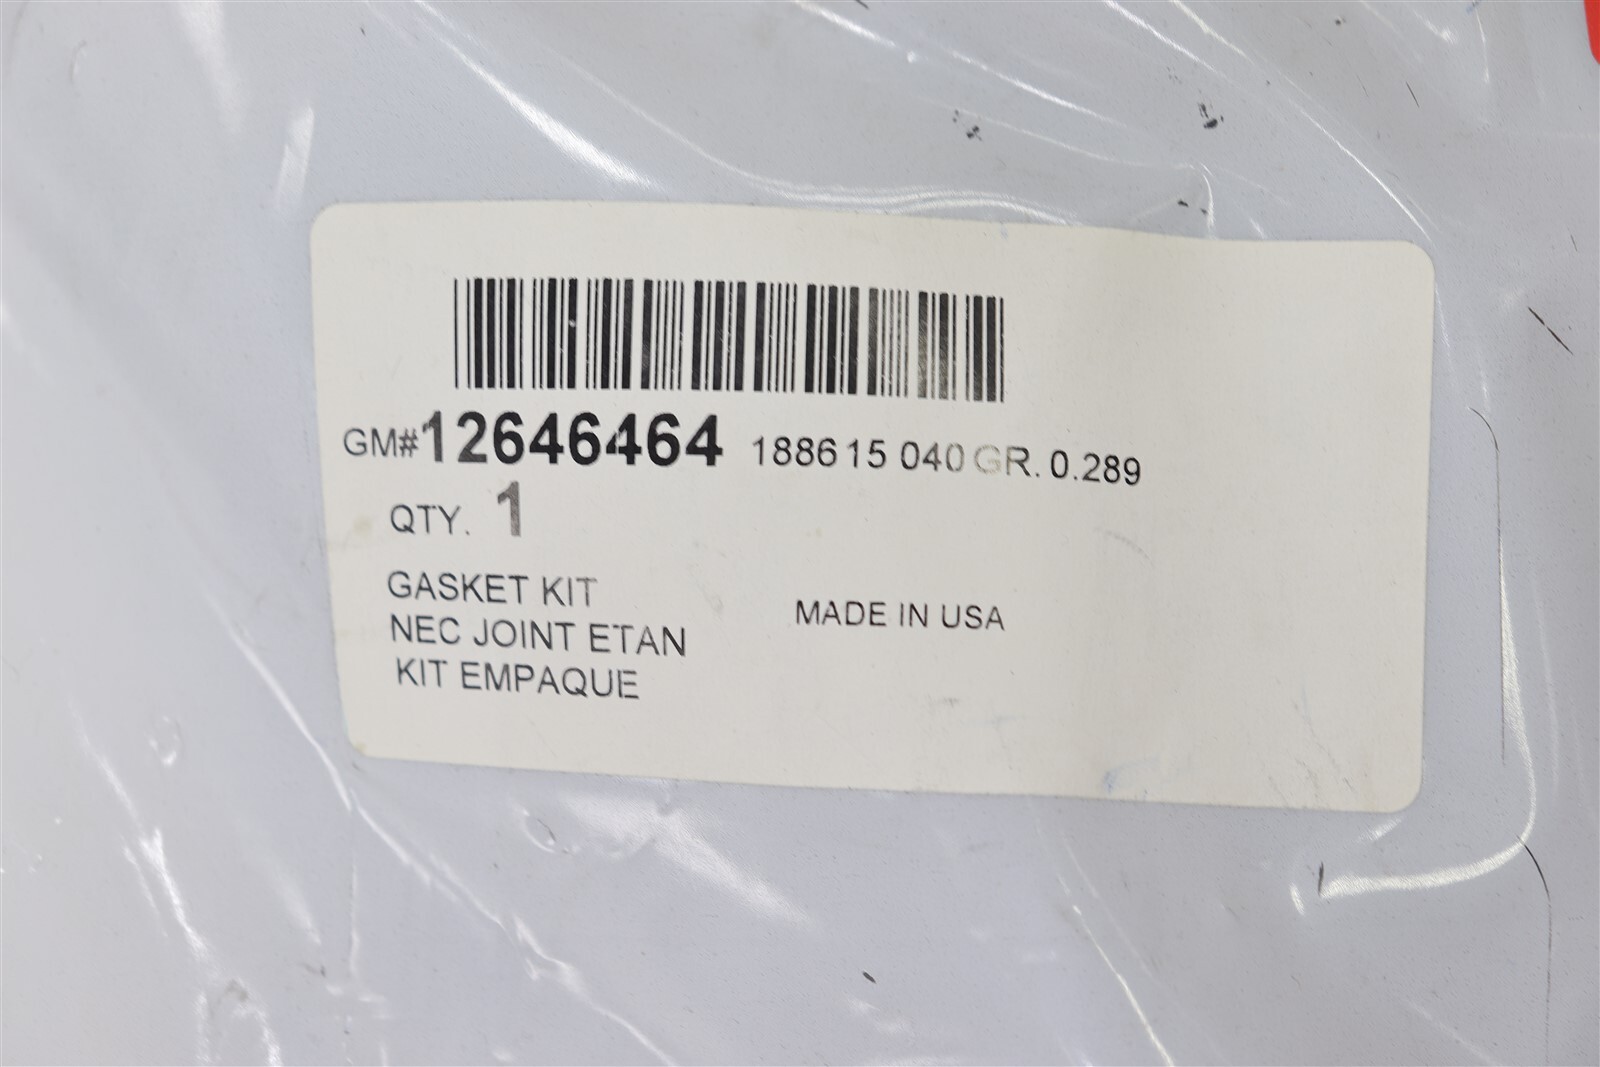 GM#12646464 188615 040 GR. 0.289
QTY. 1
GASKET KIT
NEC JOINT ETAN
KIT EMPAQUE
MADE IN USA